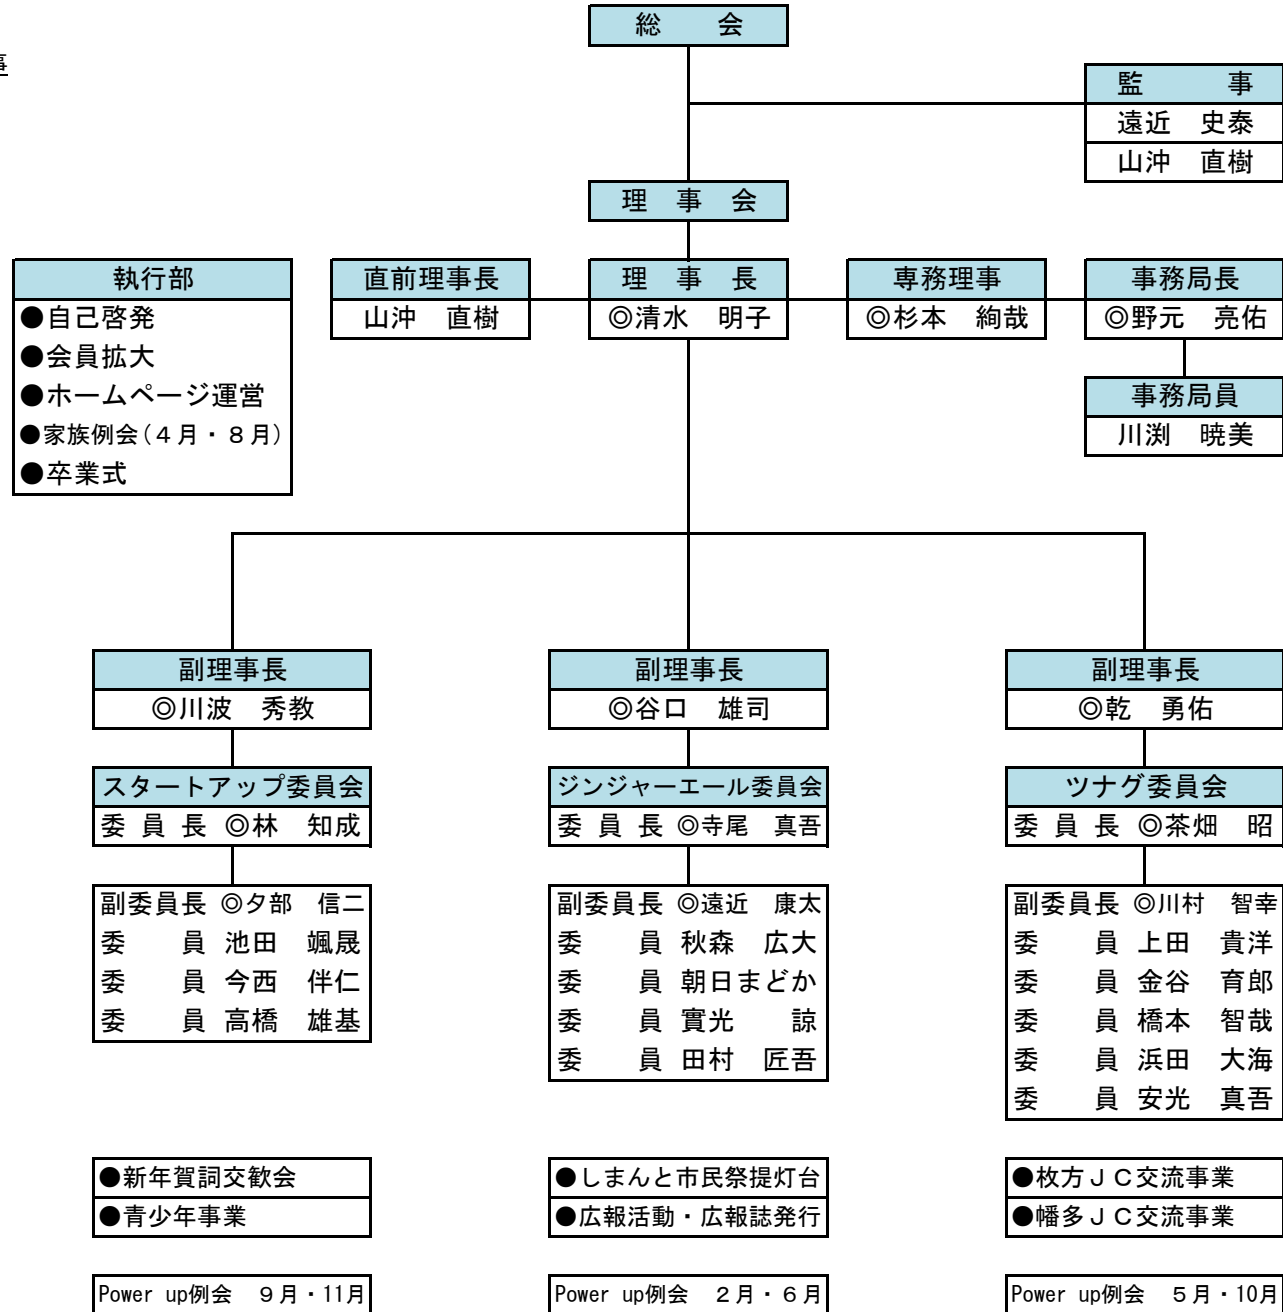 総　会
事
監　事
遠近　史泰
山沖　直樹
理　事　会
執行部
●自己啓発
●会員拡大
●ホームページ運営
●家族例会(４月・８月)
●卒業式
直前理事長
山沖　直樹
理　事　長
◎清水　明子
専務理事
◎杉本　絢哉
事務局長
◎野元　亮佑
事務局員
川渕　暁美
副理事長
◎川波　秀教
スタートアップ委員会
委員長 ◎林　知成
副委員長 ◎夕部　信二
委　員 池田　颯晟
委　員 今西　伴仁
委　員 高橋　雄基
●新年賀詞交歓会
●青少年事業
Power up例会　９月・11月
副理事長
◎谷口　雄司
ジンジャーエール委員会
委員長 ◎寺尾　真吾
副委員長 ◎遠近　康太
委　員 秋森　広大
委　員 朝日まどか
委　員 實光　諒
委　員 田村　匠吾
●しまんと市民祭提灯台
●広報活動・広報誌発行
Power up例会　２月・６月
副理事長
◎乾　勇佑
ツナグ委員会
委員長 ◎茶畑　昭
副委員長 ◎川村　智幸
委　員 上田　貴洋
委　員 金谷　育郎
委　員 橋本　智哉
委　員 浜田　大海
委　員 安光　真吾
●枚方ＪＣ交流事業
●幡多ＪＣ交流事業
Power up例会　５月・10月